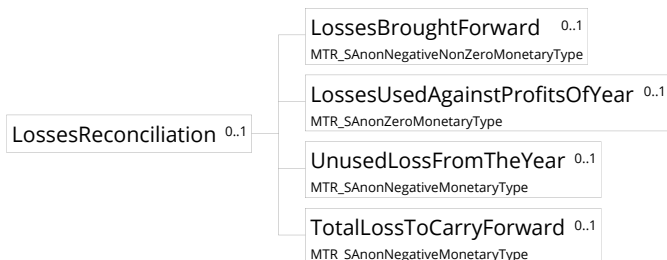 LossesBroughtForward 0..1
MTR_SAnonNegativeNonZeroMonetaryType
LossesUsedAgainstProfitsOfYear 0..1
MTR_SAnonZeroMonetaryType
LossesReconciliation 0..1
UnusedLossFromTheYear 0..1
MTR_SAnonNegativeMonetaryType
TotalLossToCarryForward 0..1
MTR_SAnonNegativeMonetaryType